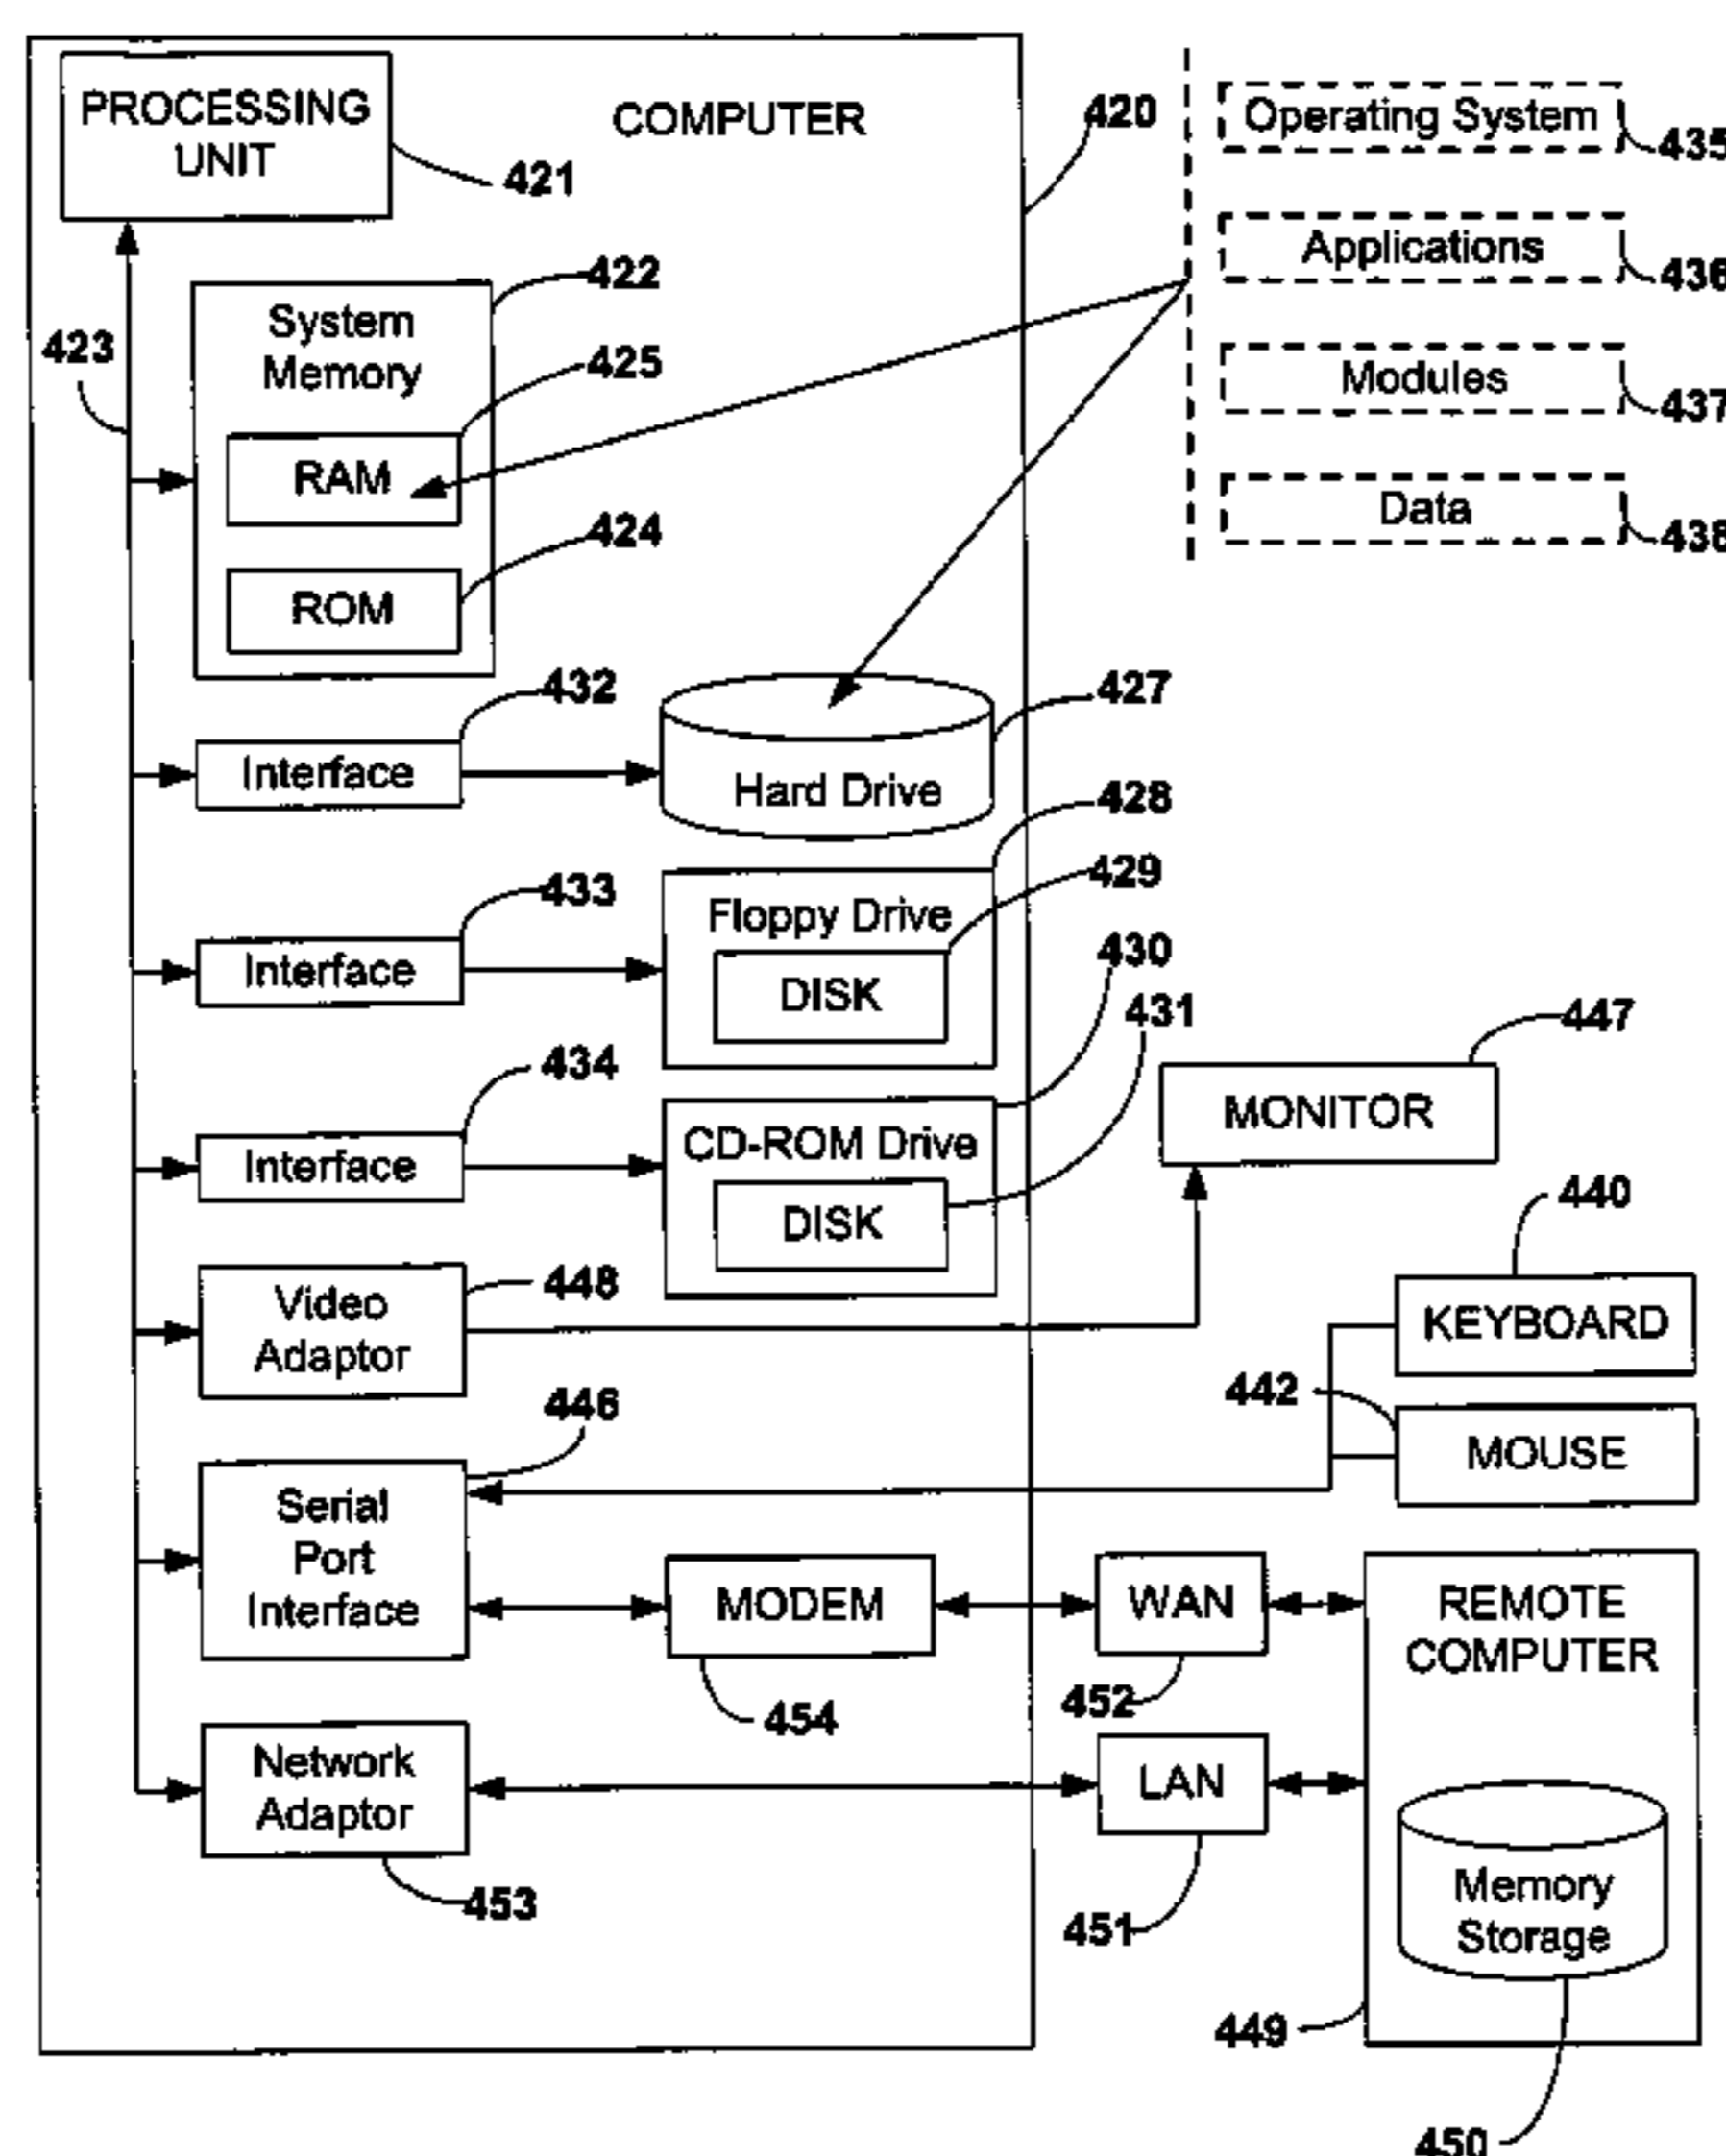 PROCESSING
UNIT
COMPUTER
420
421
Operating System
435
Applications
436
Modules
437
Data
438
422
System
Memory
423
425
RAM
424
ROM
432
Interface
427
Hard Drive
428
433
Interface
429
Floppy Drive
DISK
430
431
434
Interface
CD-ROM Drive
DISK
447
MONITOR
440
KEYBOARD
442
MOUSE
448
Video
Adaptor
446
Serial
Port
Interface
MODEM
454
WAN
452
REMOTE
COMPUTER
Network
Adaptor
453
LAN
451
Memory
Storage
449
450